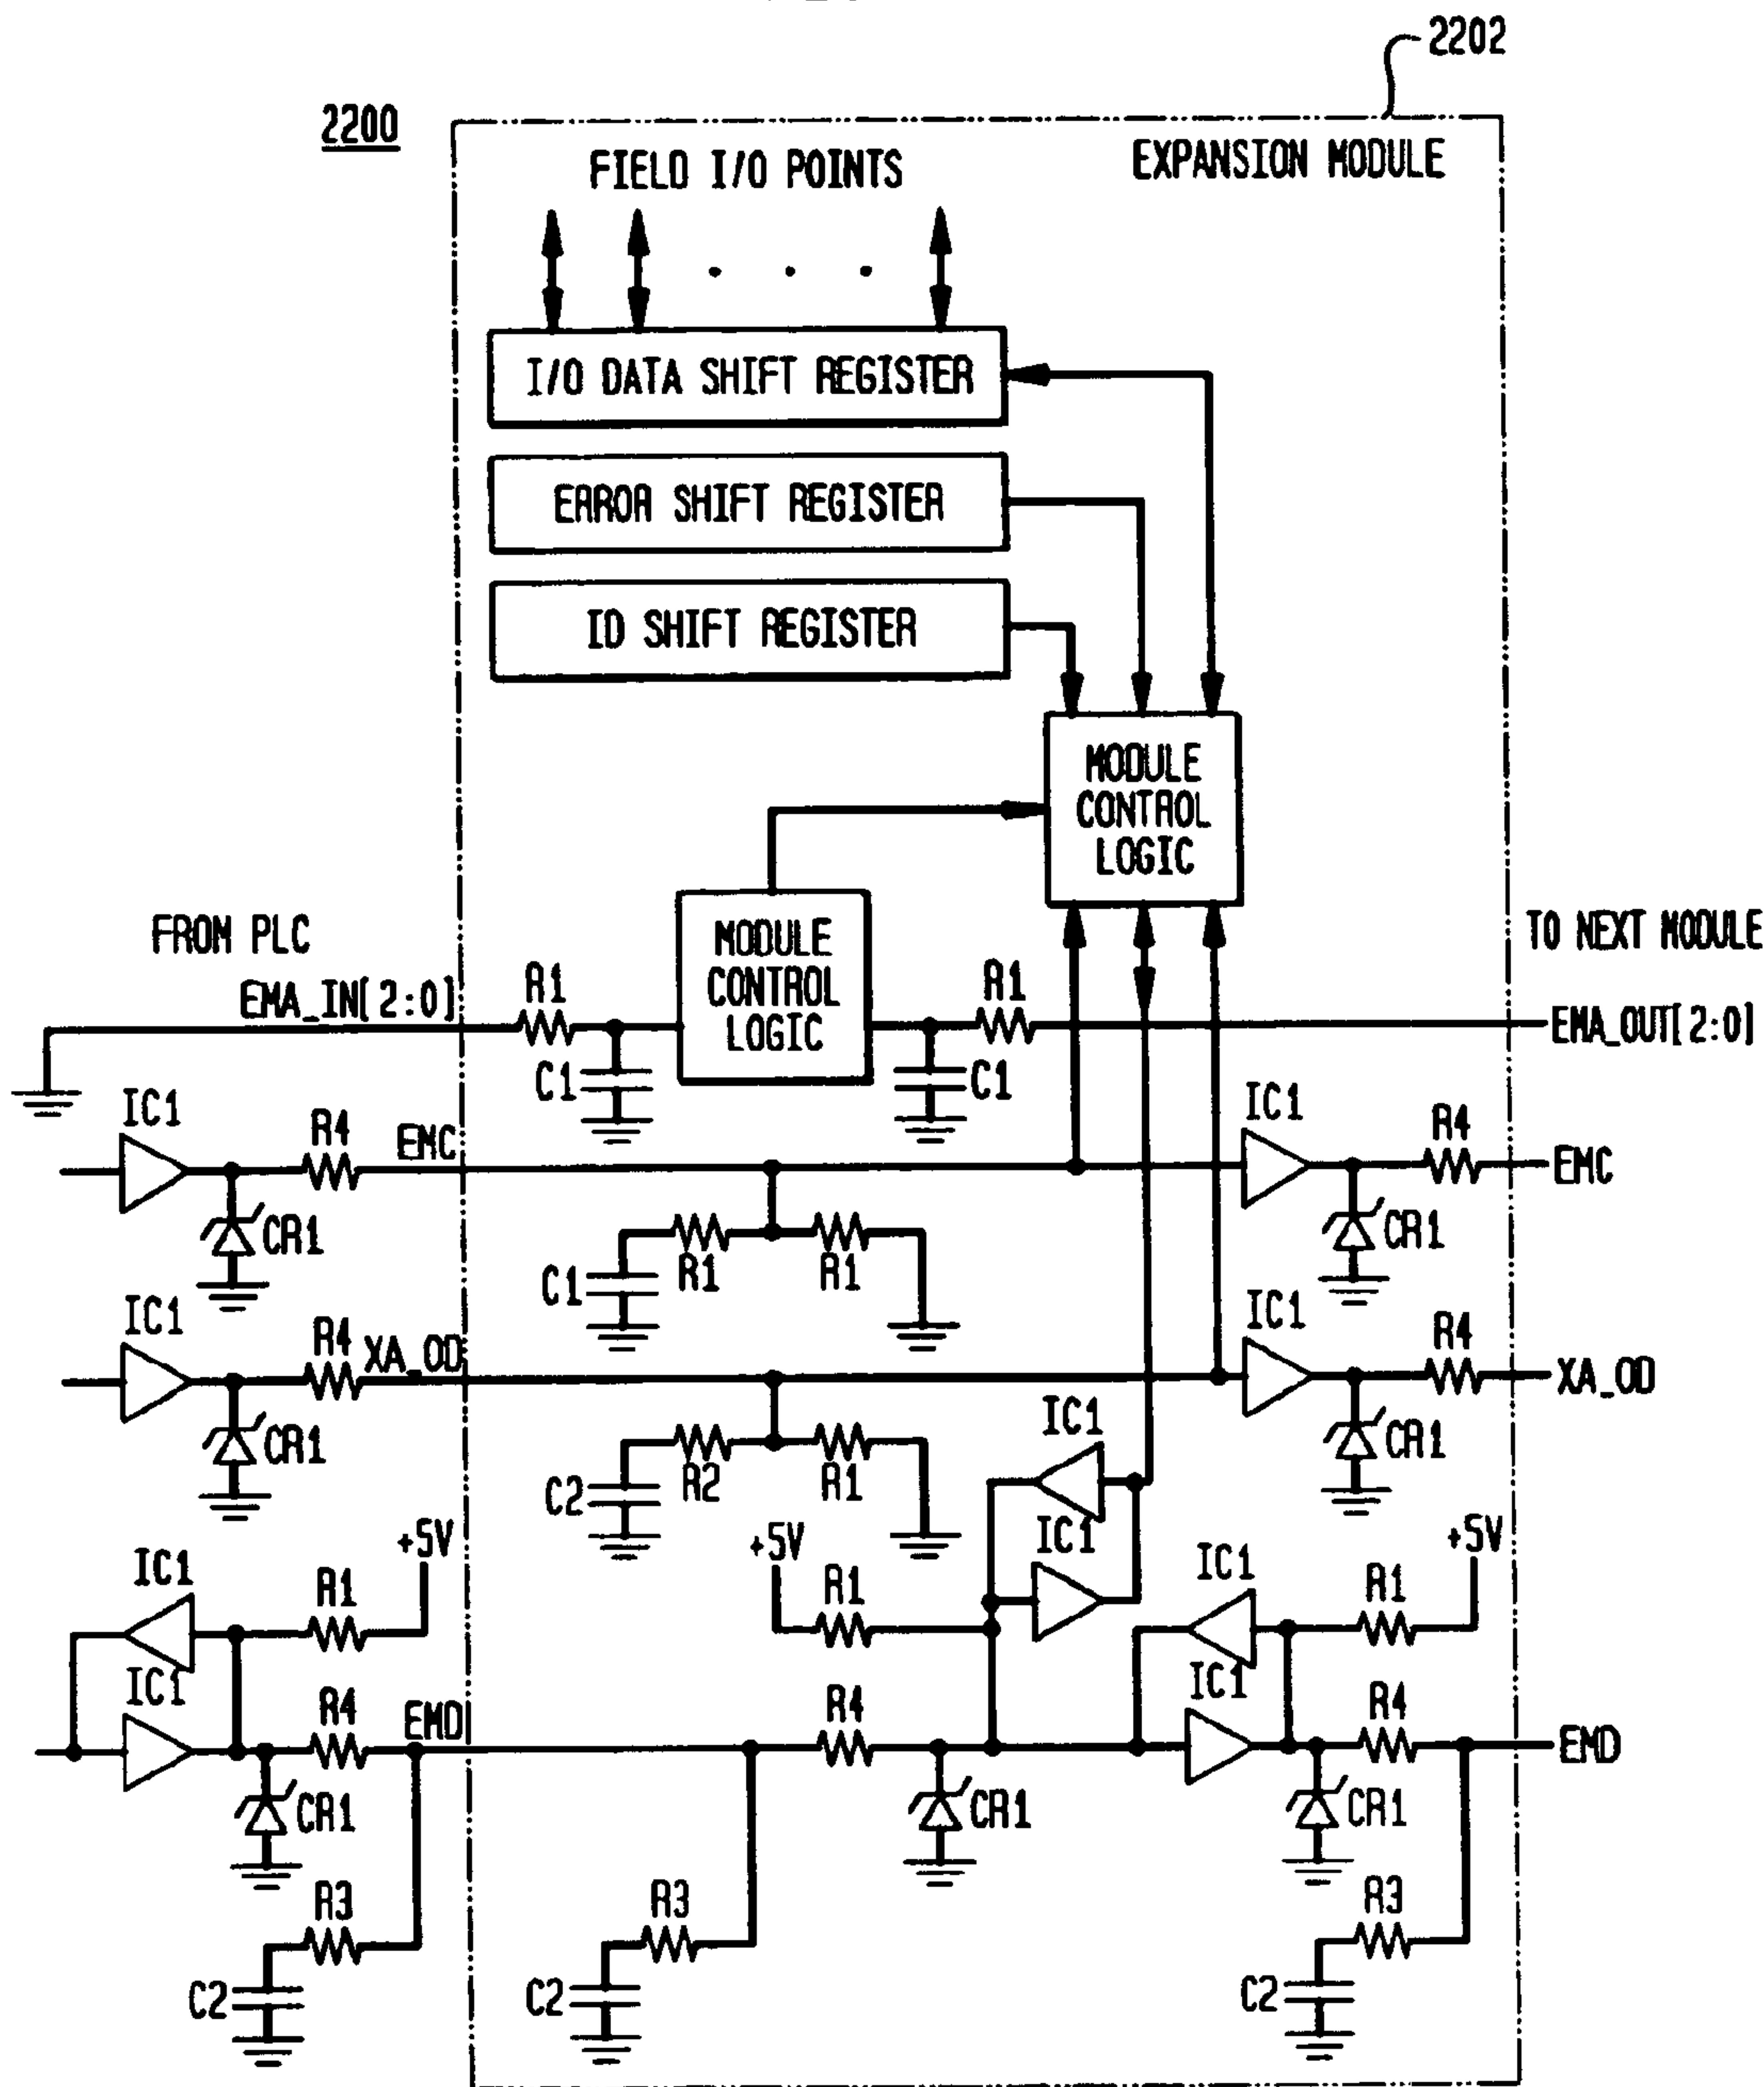 2202
2200
FIELD I/O POINTS
EXPANSION MODULE
I/O DATA SHIFT REGISTER
ERROR SHIFT REGISTER
ID SHIFT REGISTER
MODULE
CONTROL
LOGIC
FROM PLC
TO NEXT MODULE
EMA_IN[2:0]
R1
MODULE
CONTROL
LOGIC
R1
EMA_OUT[2:0]
C1
C1
IC1
R4
EMC
IC1
R4
EMC
CR1
R1
R1
C1
CR1
IC1
R4
XA_OD
IC1
R4
XA_OD
CR1
R2
R1
C2
IC1
CR1
IC1
R1
+5V
+5V
R1
IC1
IC1
R1
+5V
IC1
R4
EMD
R4
IC1
R4
EMD
CR1
CR1
CR1
R3
R3
R3
C2
C2
C2